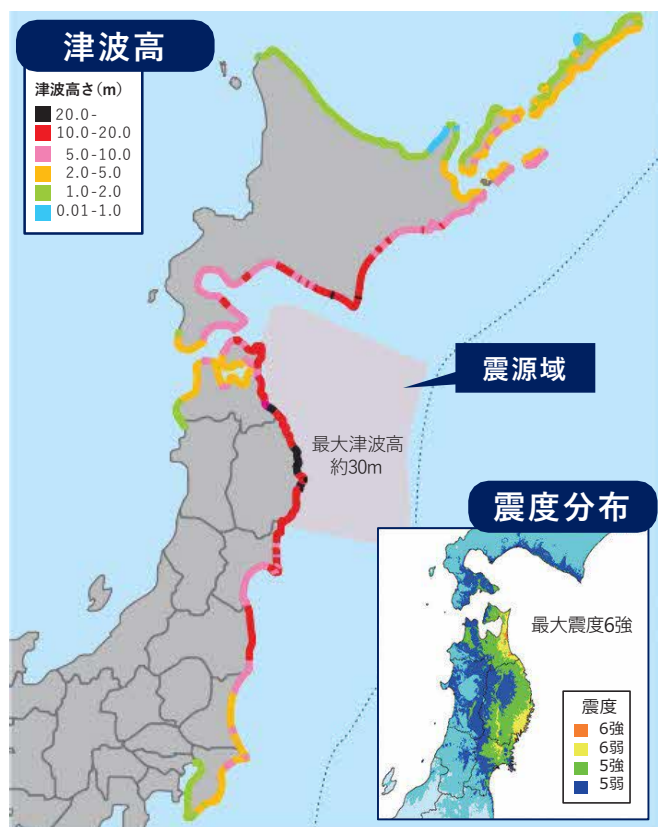 津波高
津波高さ(m)
20.0-
10.0-20.0
5.0-10.0
2.0-5.0
1.0-2.0
0.01-1.0
震源域
最大津波高
約30m
震度分布
最大震度6強
震度
6強
6弱
5強
5弱